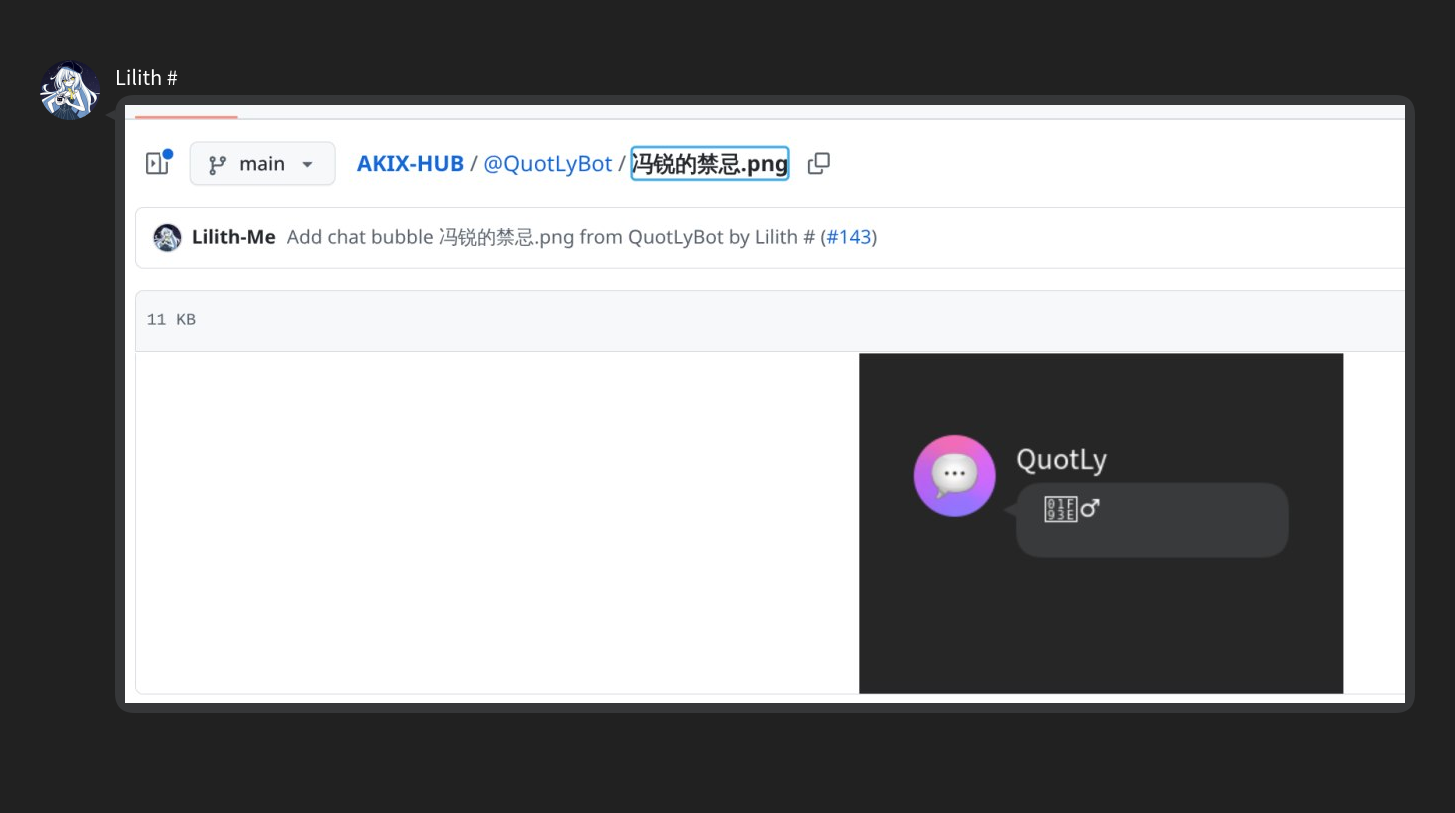 Lilith #
main AKIX-HUB / @QuotLyBot / 冯锐的禁忌.png
Lilith-Me Add chat bubble 冯锐的禁忌.png from QuotLyBot by Lilith # (#143)
11 KB
QuotLy
01F93E♂